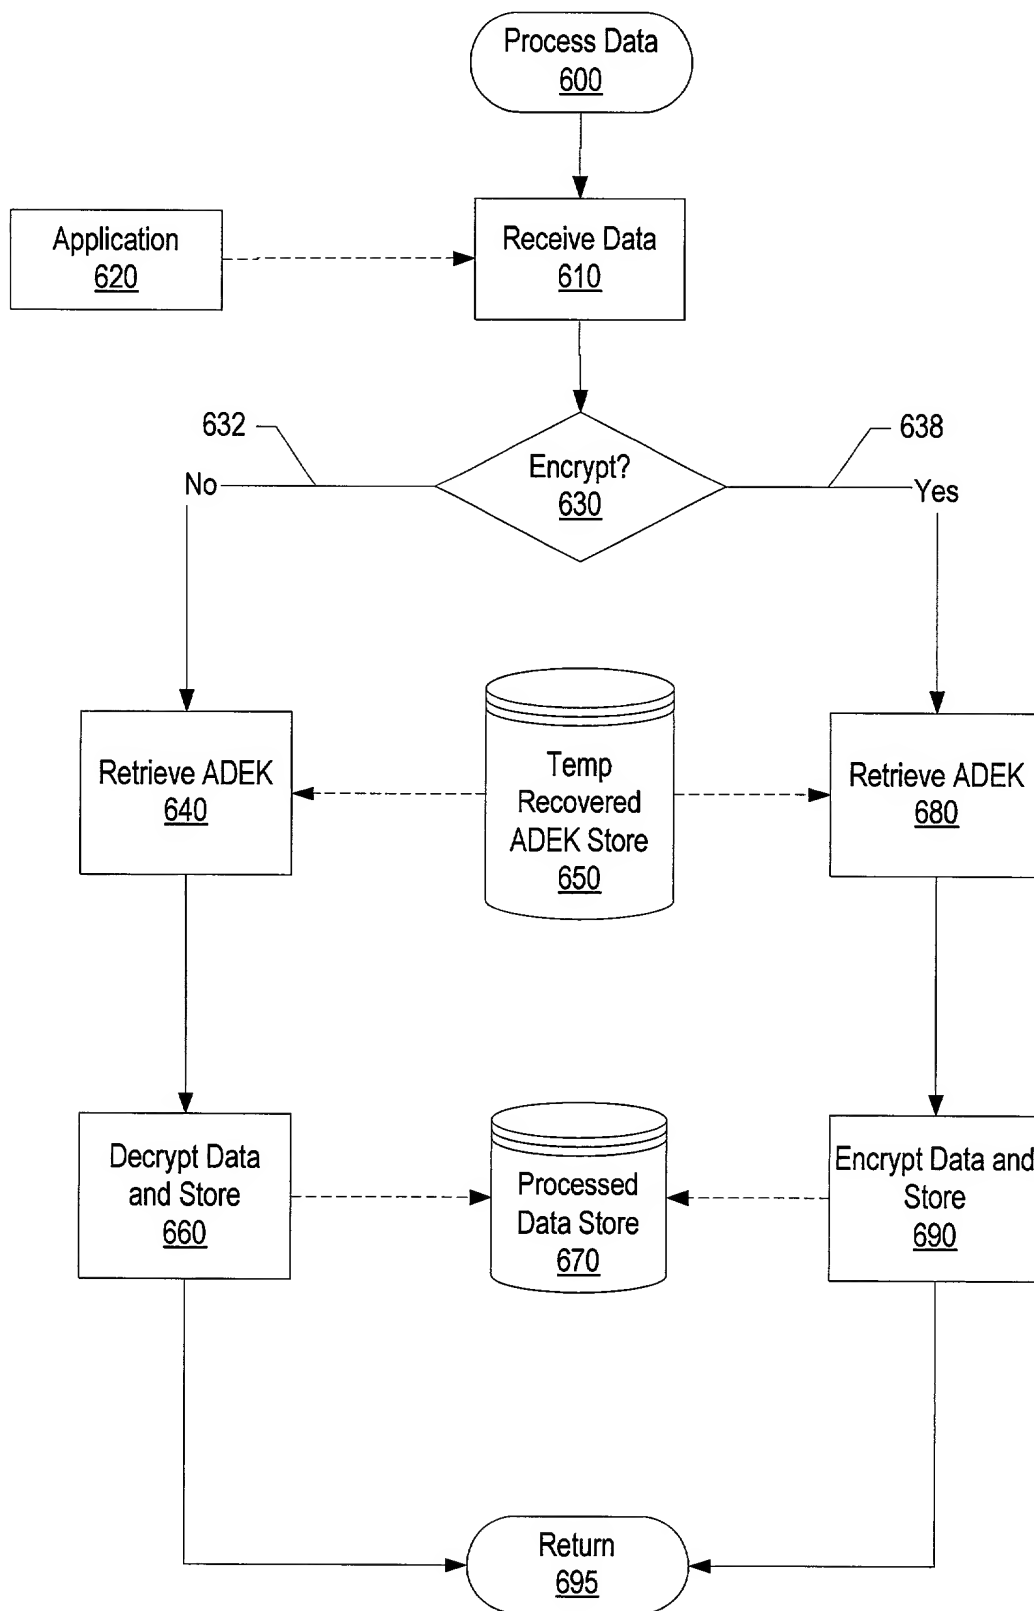 Process Data
600
Application
620
Receive Data
610
632
638
Encrypt?
630
No
Yes
Retrieve ADEK
640
Temp
Recovered
ADEK Store
650
Retrieve ADEK
680
Decrypt Data
and Store
660
Processed
Data Store
670
Encrypt Data and
Store
690
Return
695